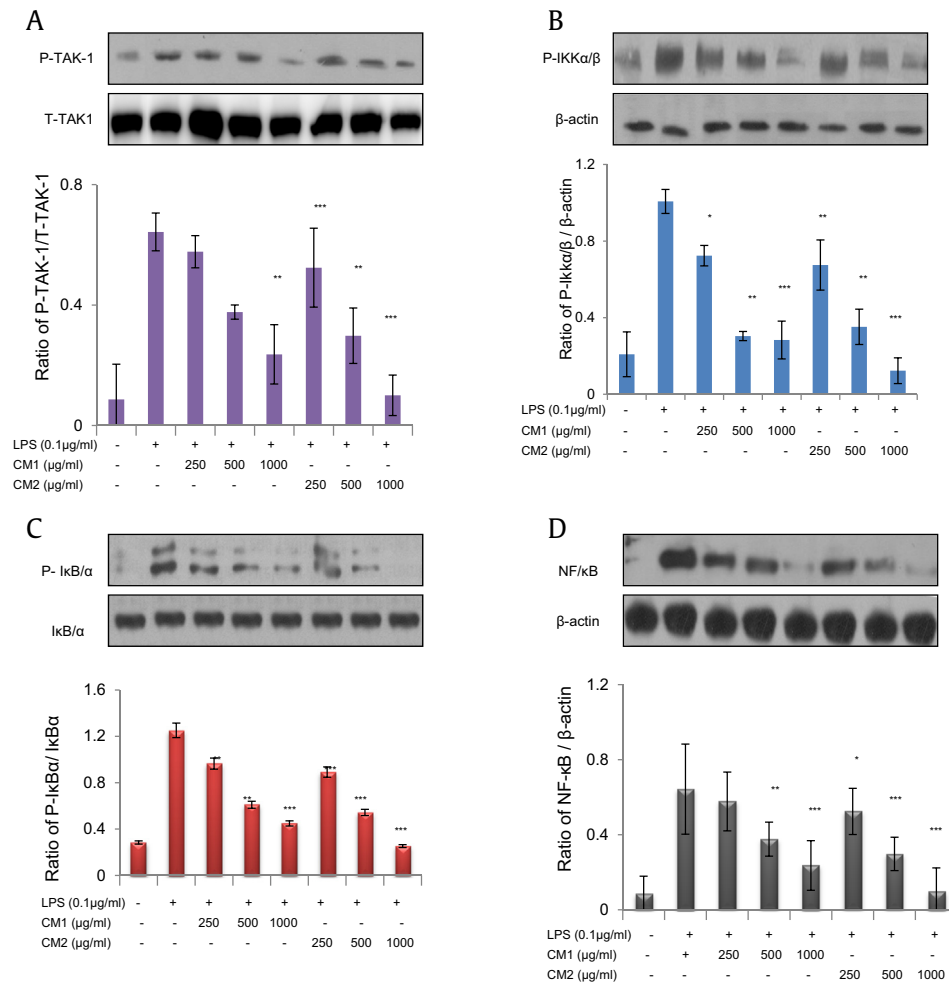 A
P-TAK-1
T-TAK1
0.8
0.4
0
Ratio of P-TAK-1/T-TAK-1
** *** ** ***
LPS (0.1µg/ml) - + + + + + + +
CM1 (µg/ml) - - 250 500 1000 - - -
CM2 (µg/ml) - - - - - 250 500 1000
B
P-IKKα/β
β-actin
1.2
0.8
0.4
0
Ratio of P-Ikkα/β / β-actin
* ** *** ** ** ***
LPS (0.1µg/ml) - + + + + + + +
CM1 (µg/ml) - - 250 500 1000 - - -
CM2 (µg/ml) - - - - - 250 500 1000
C
P- IκB/α
IκB/α
1.6
1.2
0.8
0.4
0
Ratio of P-IκBα/ IκBα
** *** *** ***
LPS (0.1µg/ml) - + + + + + + +
CM1 (µg/ml) - - 250 500 1000 - - -
CM2 (µg/ml) - - - - - 250 500 1000
D
NF/κB
β-actin
1.2
0.8
0.4
0
Ratio of NF-κB / β-actin
** *** * *** ***
LPS (0.1µg/ml) - + + + + + + +
CM1 (µg/ml) - + 250 500 1000 - - -
CM2 (µg/ml) - - - - - 250 500 1000